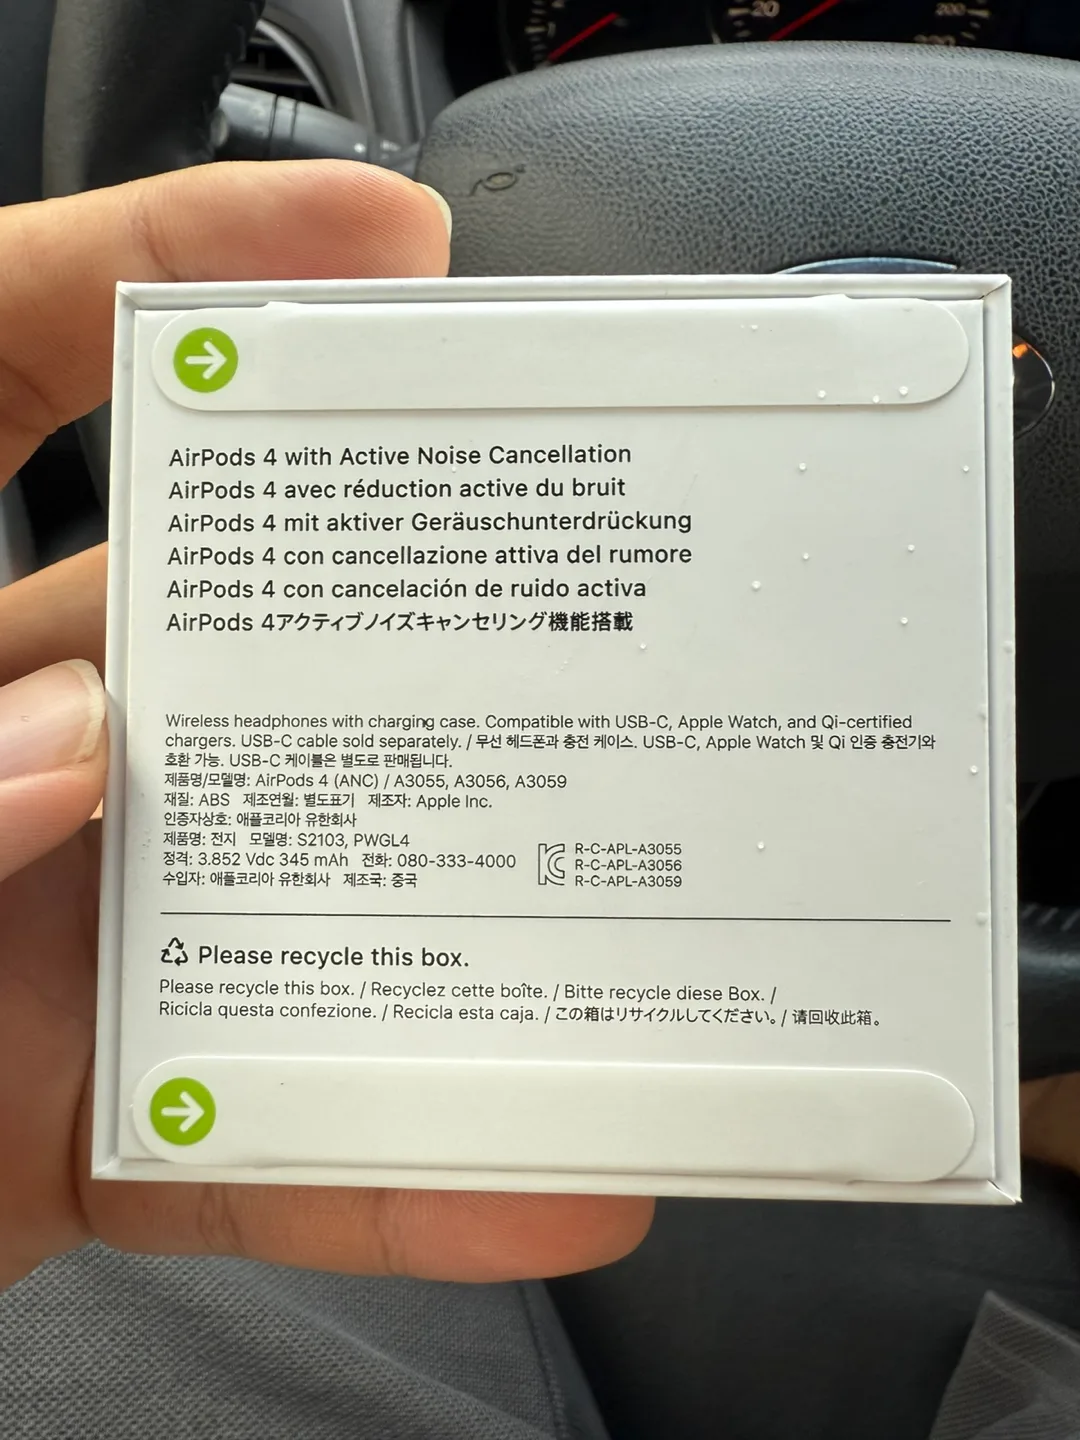 20
200
220
AirPods 4 with Active Noise Cancellation
AirPods 4 avec réduction active du bruit
AirPods 4 mit aktiver Geräuschunterdrückung
AirPods 4 con cancellazione attiva del rumore
AirPods 4 con cancelación de ruido activa
AirPods 4アクティブノイズキャンセリング機能搭載
Wireless headphones with charging case. Compatible with USB-C, Apple Watch, and Qi-certified
chargers. USB-C cable sold separately. / 무선 헤드폰과 충전 케이스. USB-C, Apple Watch 및 Qi 인증 충전기와
호환 가능. USB-C 케이블은 별도로 판매됩니다.
제품명/모델명: AirPods 4 (ANC) / A3055, A3056, A3059
재질: ABS 제조연월: 별도표기 제조자: Apple Inc.
인증자상호: 애플코리아 유한회사
제품명: 전지 모델명: S2103, PWGL4
정격: 3.852 Vdc 345 mAh 전화: 080-333-4000
수입자: 애플코리아 유한회사 제조국: 중국
R-C-APL-A3055
R-C-APL-A3056
R-C-APL-A3059
Please recycle this box.
Please recycle this box. / Recyclez cette boîte. / Bitte recycle diese Box. /
Ricicla questa confezione. / Recicla esta caja. / この箱はリサイクルしてください。/ 请回收此箱。